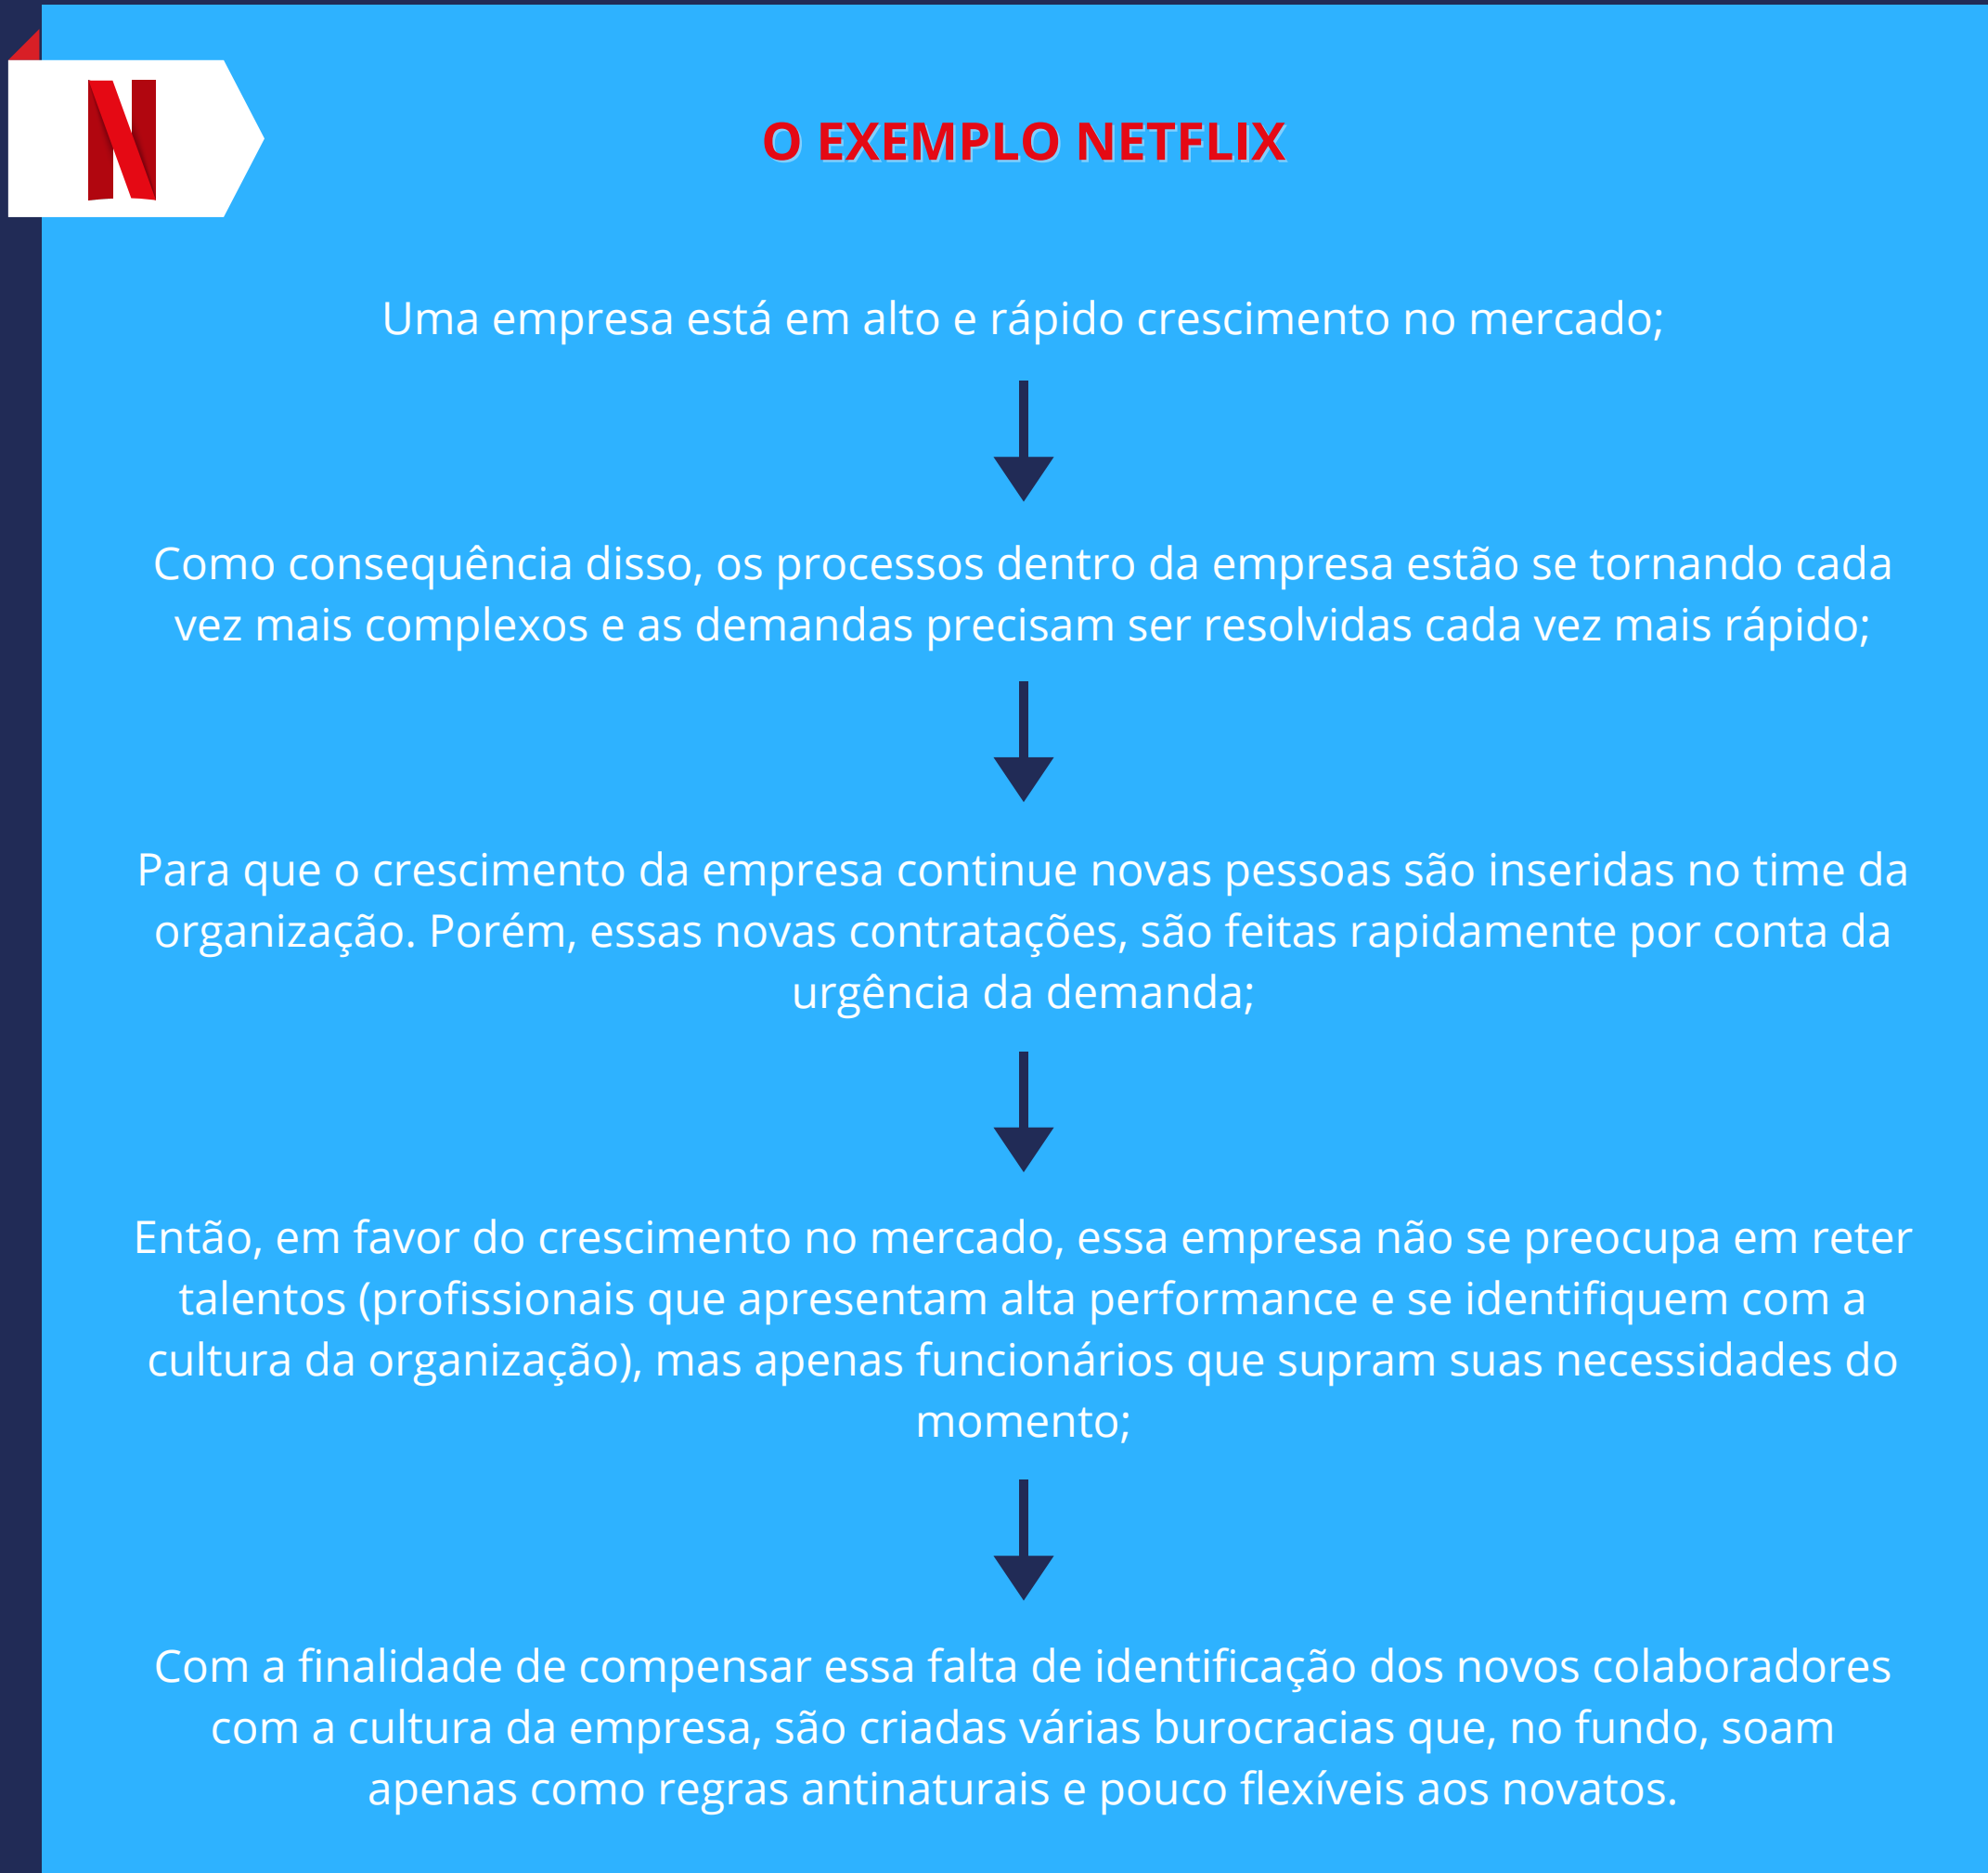 N
O EXEMPLO NETFLIX
Uma empresa está em alto e rápido crescimento no mercado;
Como consequência disso, os processos dentro da empresa estão se tornando cada
vez mais complexos e as demandas precisam ser resolvidas cada vez mais rápido;
Para que o crescimento da empresa continue novas pessoas são inseridas no time da
organização. Porém, essas novas contratações, são feitas rapidamente por conta da
urgência da demanda;
Então, em favor do crescimento no mercado, essa empresa não se preocupa em reter
talentos (profissionais que apresentam alta performance e se identifiquem com a
cultura da organização), mas apenas funcionários que supram suas necessidades do
momento;
Com a finalidade de compensar essa falta de identificação dos novos colaboradores
com a cultura da empresa, são criadas várias burocracias que, no fundo, soam
apenas como regras antinaturais e pouco flexíveis aos novatos.